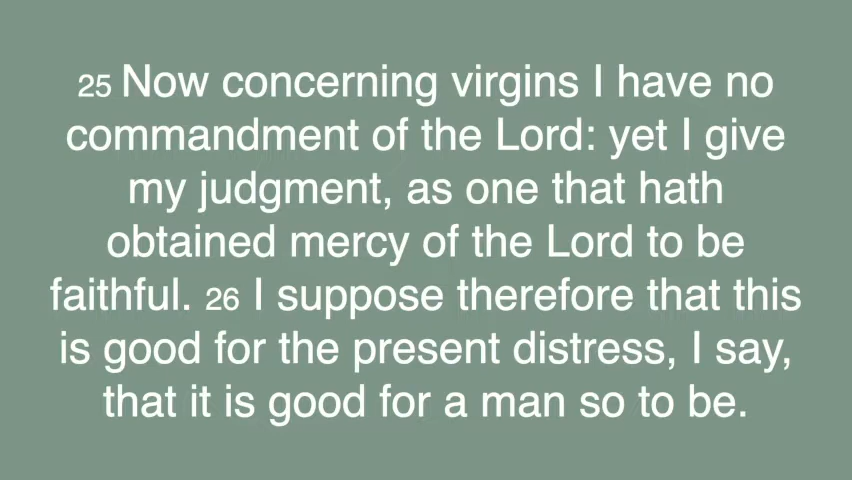 25 Now concerning virgins I have no
commandment of the Lord: yet I give
my judgment, as one that hath
obtained mercy of the Lord to be
faithful. 26 I suppose therefore that this
is good for the present distress, I say,
that it is good for a man so to be.